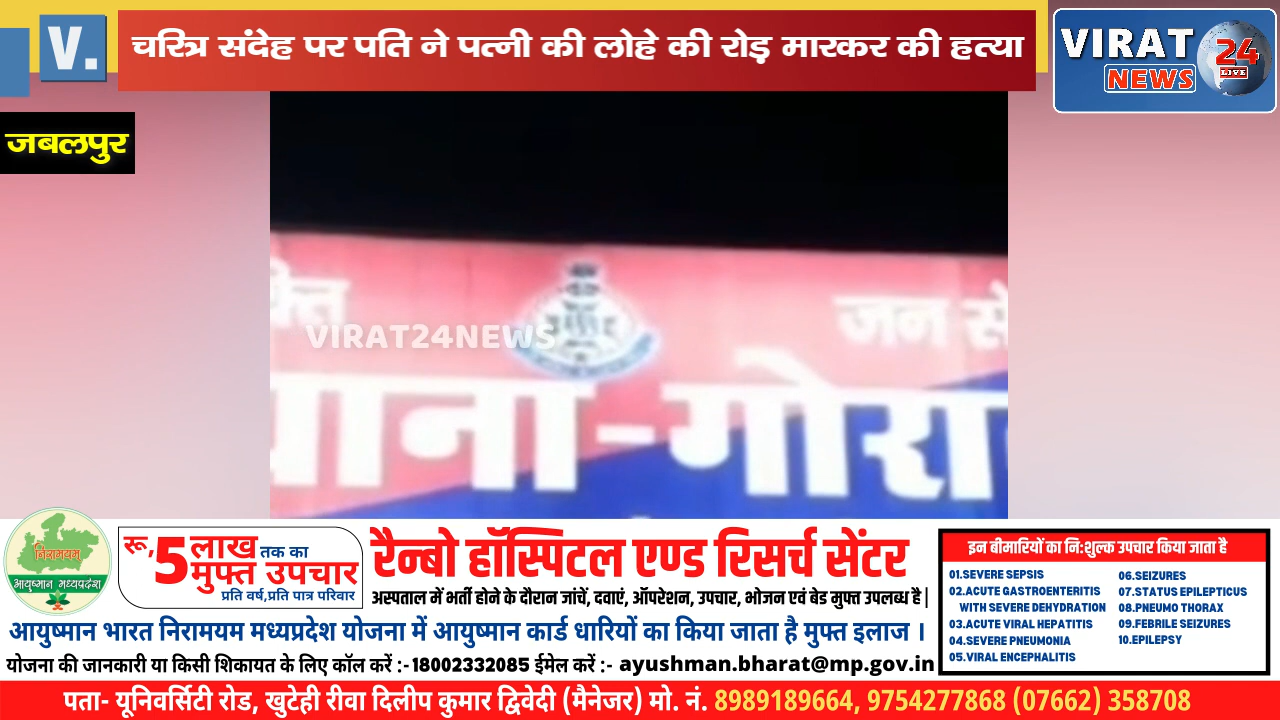 V.
चरित्र संदेह पर पति ने पत्नी की लोहे की रोड़ मारकर की हत्या
VIRAT
NEWS
24
LIVE
जबलपुर
जन से
VIRAT24NEWS
थाना-गोरा
निरामयम
आयुष्मान मध्यप्रदेश
रू,5 लाख तक का
मुफ्त उपचार
प्रति वर्ष,प्रति पात्र परिवार
रैन्बो हॉस्पिटल एण्ड रिसर्च सेंटर
अस्पताल में भर्ती होने के दौरान जांचें, दवाएं, ऑपरेशन, उपचार, भोजन एवं बेड मुफ्त उपलब्ध है|
आयुष्मान भारत निरामयम मध्यप्रदेश योजना में आयुष्मान कार्ड धारियों का किया जाता है मुफ्त इलाज ।
योजना की जानकारी या किसी शिकायत के लिए कॉल करें :-18002332085 ईमेल करें :- ayushman.bharat@mp.gov.in
इन बीमारियों का नि:शुल्क उपचार किया जाता है
01.SEVERE SEPSIS
02.ACUTE GASTROENTERITIS
WITH SEVERE DEHYDRATION
03.ACUTE VIRAL HEPATITIS
04.SEVERE PNEUMONIA
05.VIRAL ENCEPHALITIS
06.SEIZURES
07.STATUS EPILEPTICUS
08.PNEUMO THORAX
09.FEBRILE SEIZURES
10.EPILEPSY
पता- यूनिवर्सिटी रोड, खुटेही रीवा दिलीप कुमार द्विवेदी (मैनेजर) मो. नं. 8989189664, 9754277868 (07662) 358708